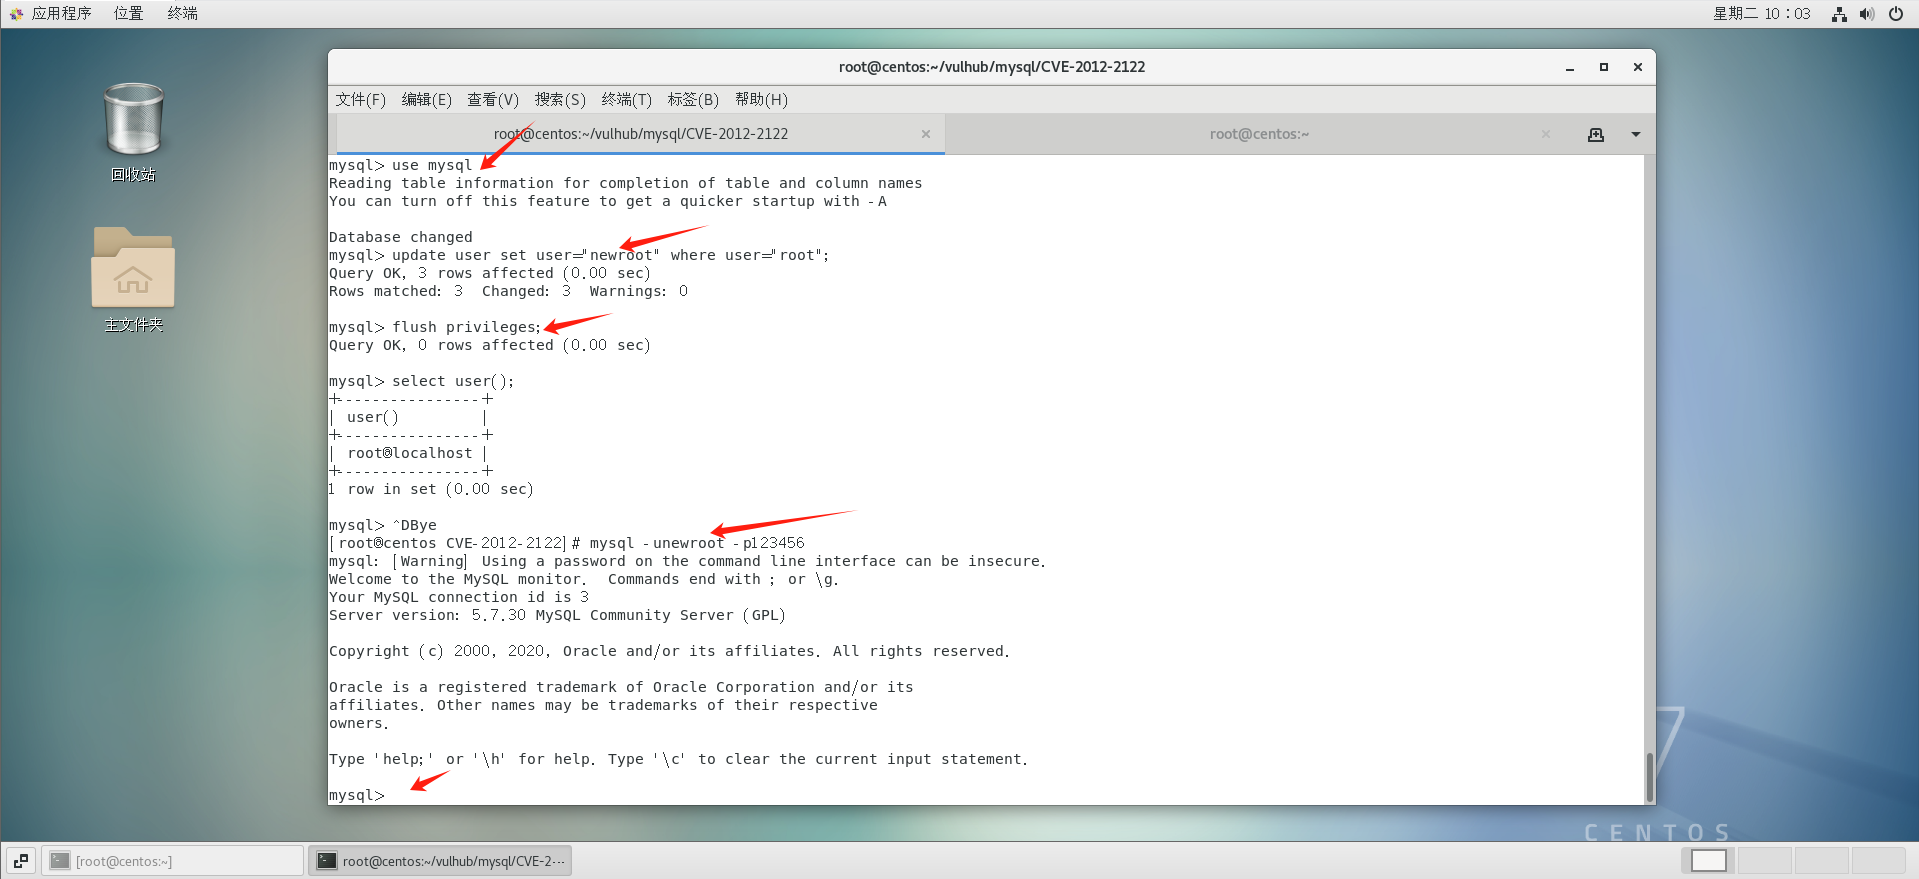 应用程序 位置 终端 星期二 10:03
root@centos:~/vulhub/mysql/CVE-2012-2122
文件(F) 编辑(E) 查看(V) 搜索(S) 终端(T) 标签(B) 帮助(H)
root@centos:~/vulhub/mysql/CVE-2012-2122 root@centos:~
回收站
主文件夹
mysql> use mysql
Reading table information for completion of table and column names
You can turn off this feature to get a quicker startup with -A
Database changed
mysql> update user set user="newroot" where user="root";
Query OK, 3 rows affected (0.00 sec)
Rows matched: 3  Changed: 3  Warnings: 0
mysql> flush privileges;
Query OK, 0 rows affected (0.00 sec)
mysql> select user();
+----------------+
| user()         |
+----------------+
| root@localhost |
+----------------+
1 row in set (0.00 sec)
mysql> ^DBye
[root@centos CVE-2012-2122]# mysql -unewroot -p123456
mysql: [Warning] Using a password on the command line interface can be insecure.
Welcome to the MySQL monitor.  Commands end with ; or \g.
Your MySQL connection id is 3
Server version: 5.7.30 MySQL Community Server (GPL)
Copyright (c) 2000, 2020, Oracle and/or its affiliates. All rights reserved.
Oracle is a registered trademark of Oracle Corporation and/or its
affiliates. Other names may be trademarks of their respective
owners.
Type 'help;' or '\h' for help. Type '\c' to clear the current input statement.
mysql>
7
CENTOS
[root@centos:~] root@centos:~/vulhub/mysql/CVE-2···